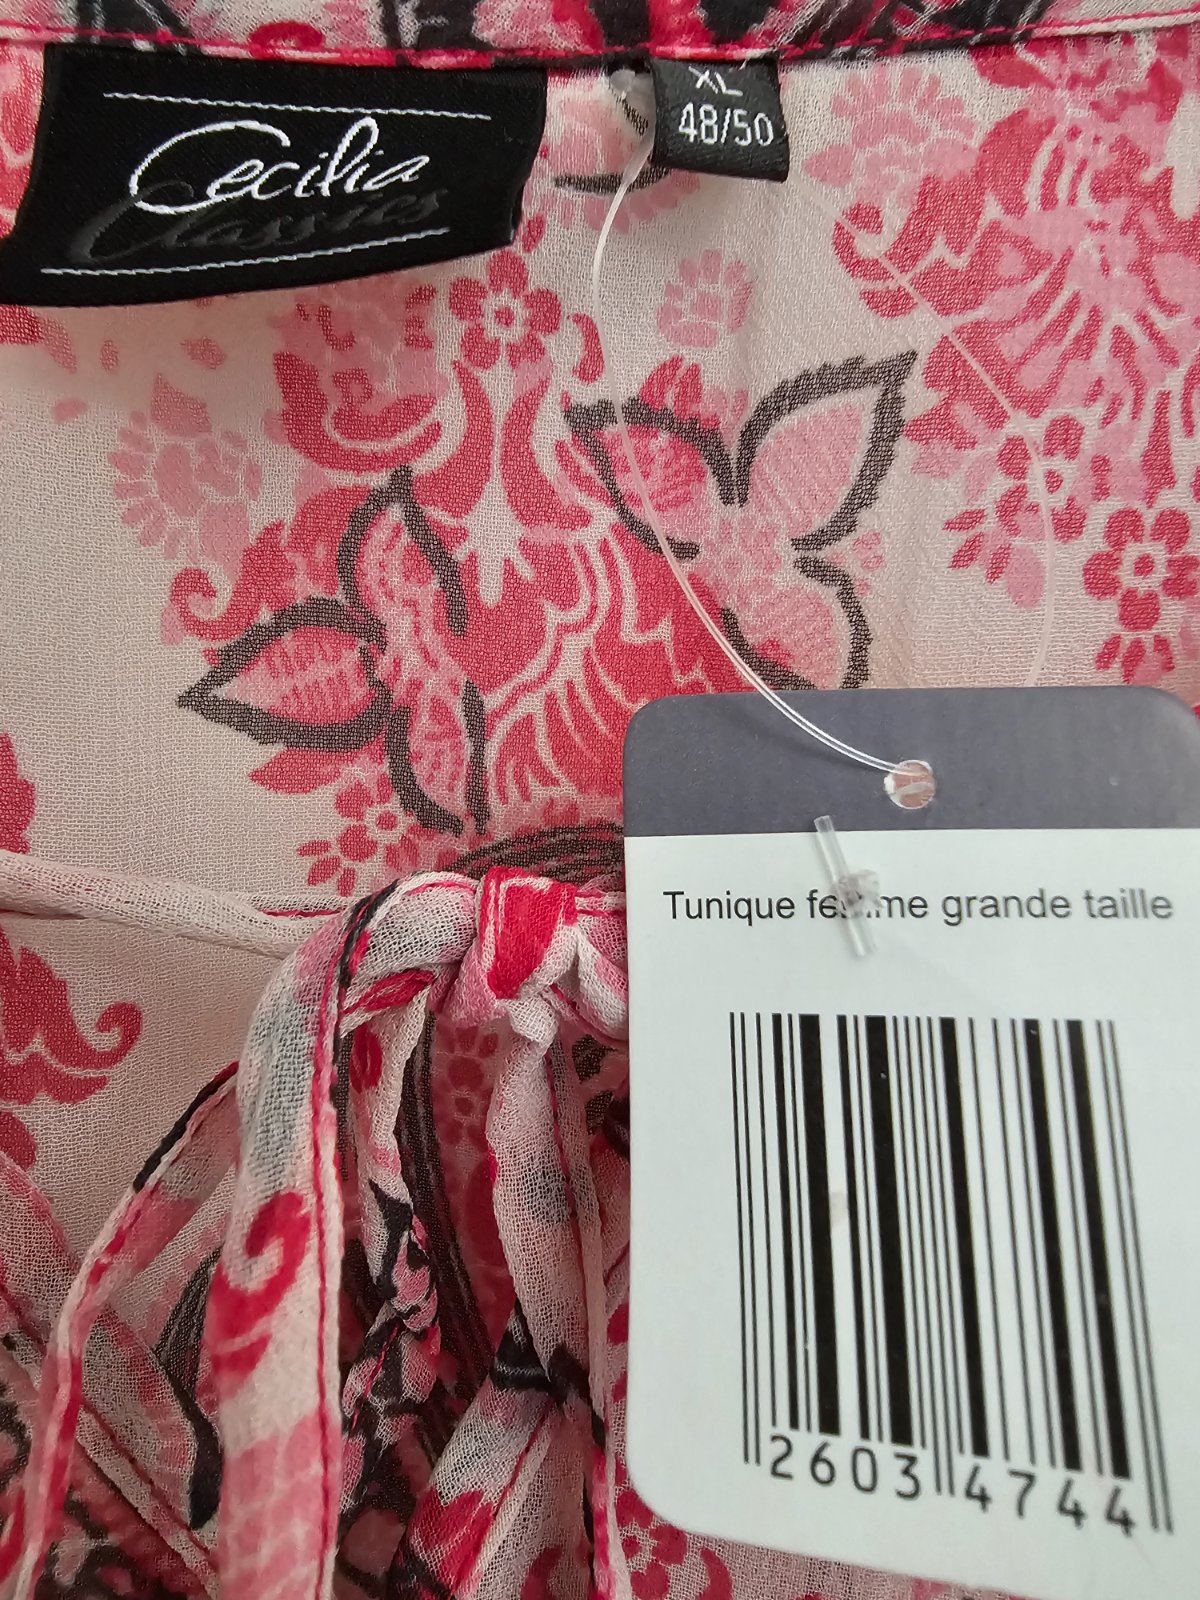 Cecilia
Classics
XL
48/50
Tunique femme grande taille
2603 4744